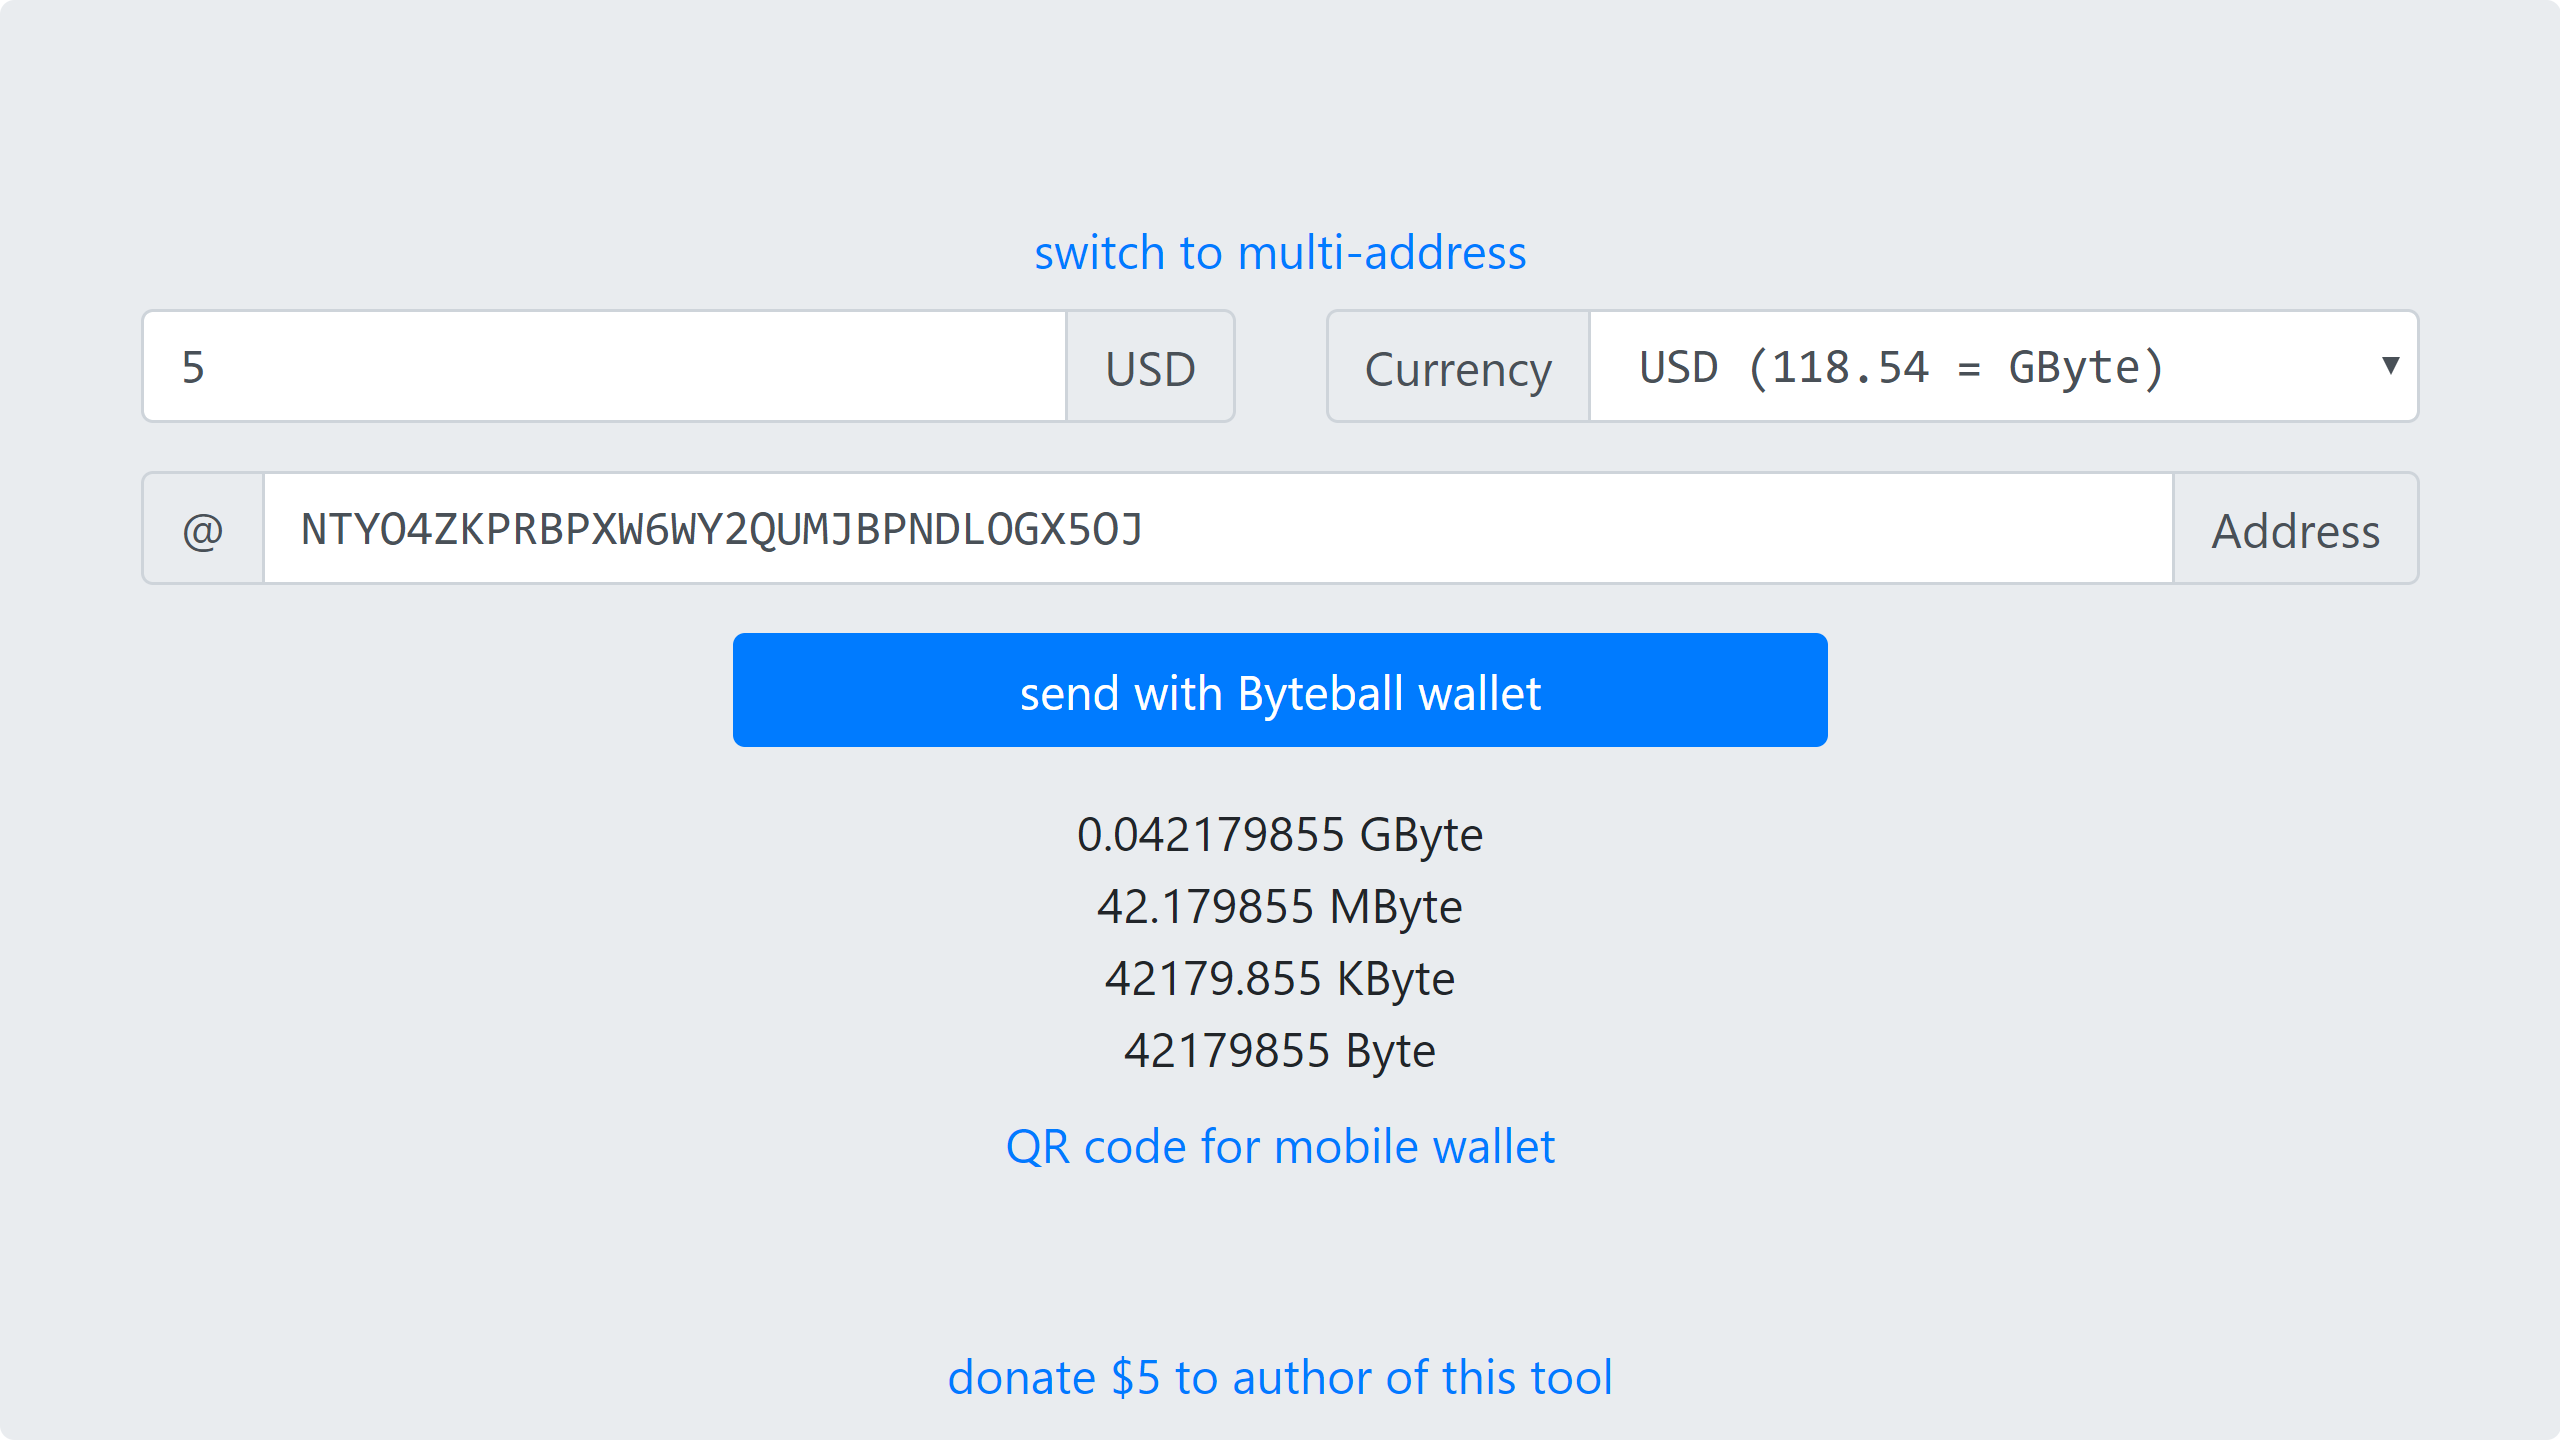 switch to multi-address
5 USD Currency USD (118.54 = GByte)
@ NTYO4ZKPRBPXW6WY2QUMJBPNDLOGX5OJ Address
send with Byteball wallet
0.042179855 GByte
42.179855 MByte
42179.855 KByte
42179855 Byte
QR code for mobile wallet
donate $5 to author of this tool